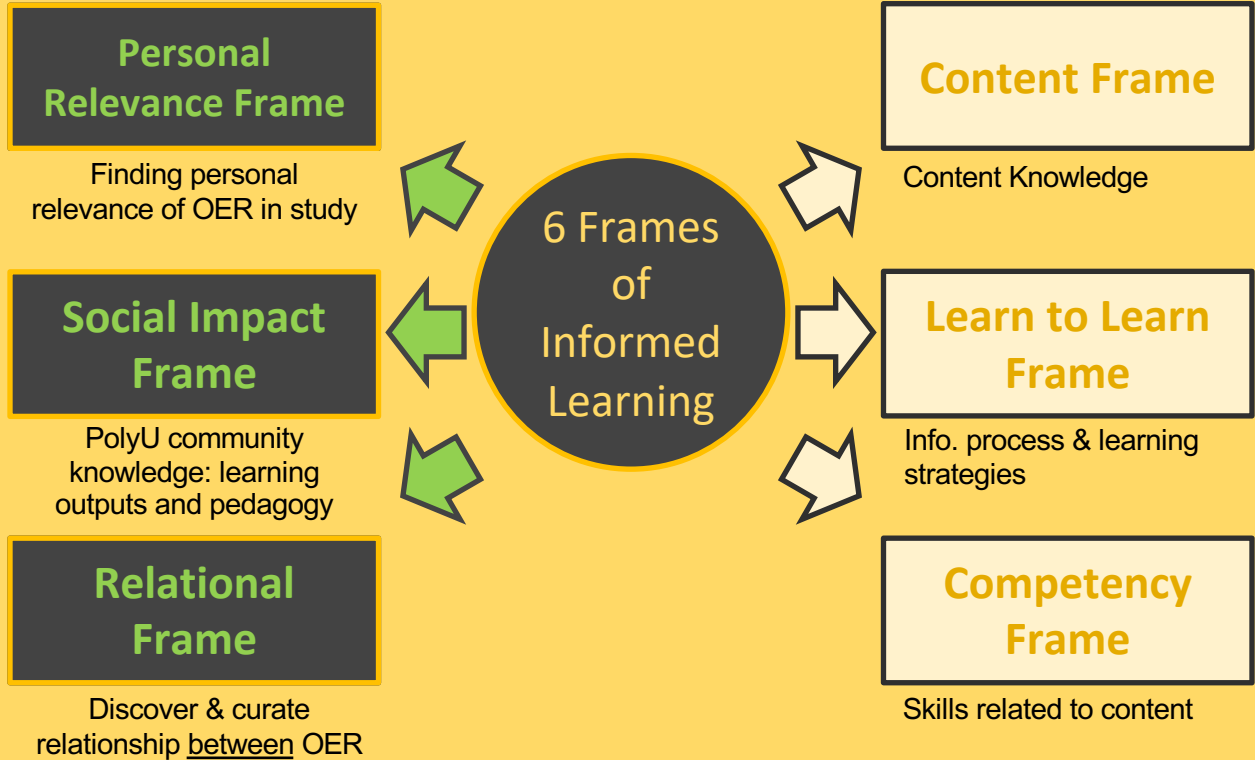 Personal
Relevance Frame
Finding personal
relevance of OER in study
Social Impact
Frame
PolyU community
knowledge: learning
outputs and pedagogy
Relational
Frame
Discover & curate
relationship between OER
6 Frames
of
Informed
Learning
Content Frame
Content Knowledge
Learn to Learn
Frame
Info. process & learning
strategies
Competency
Frame
Skills related to content